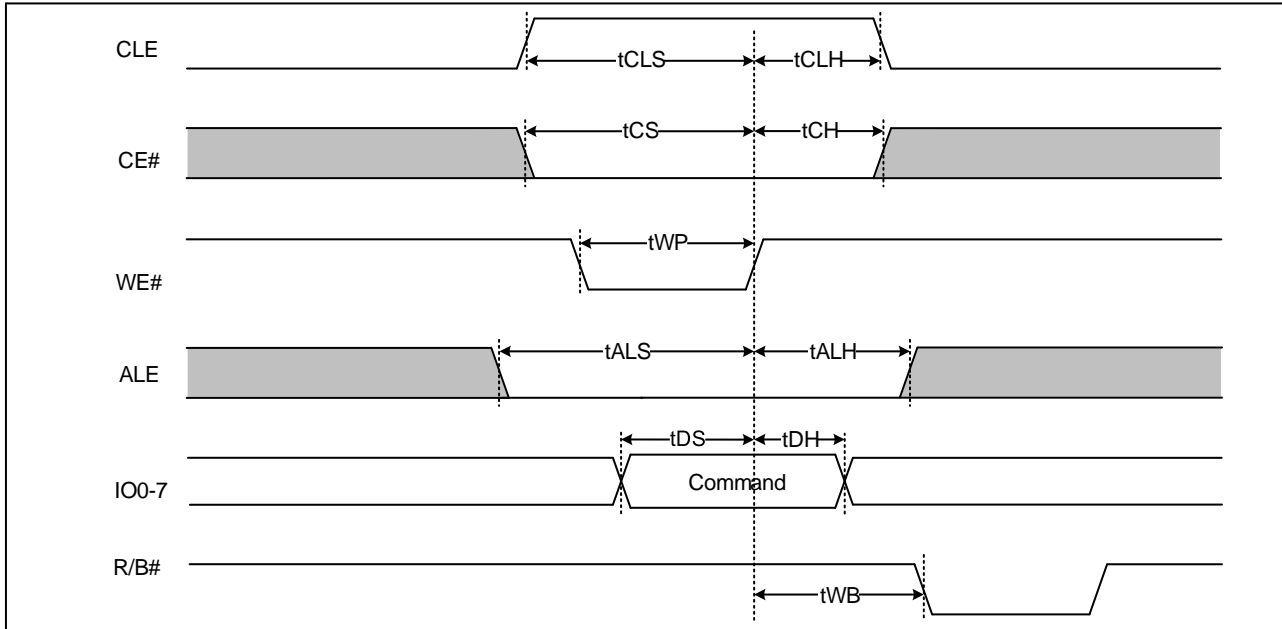 CLE
tCLS
tCLH
CE#
tCS
tCH
WE#
tWP
ALE
tALS
tALH
IO0-7
tDS
tDH
Command
R/B#
tWB